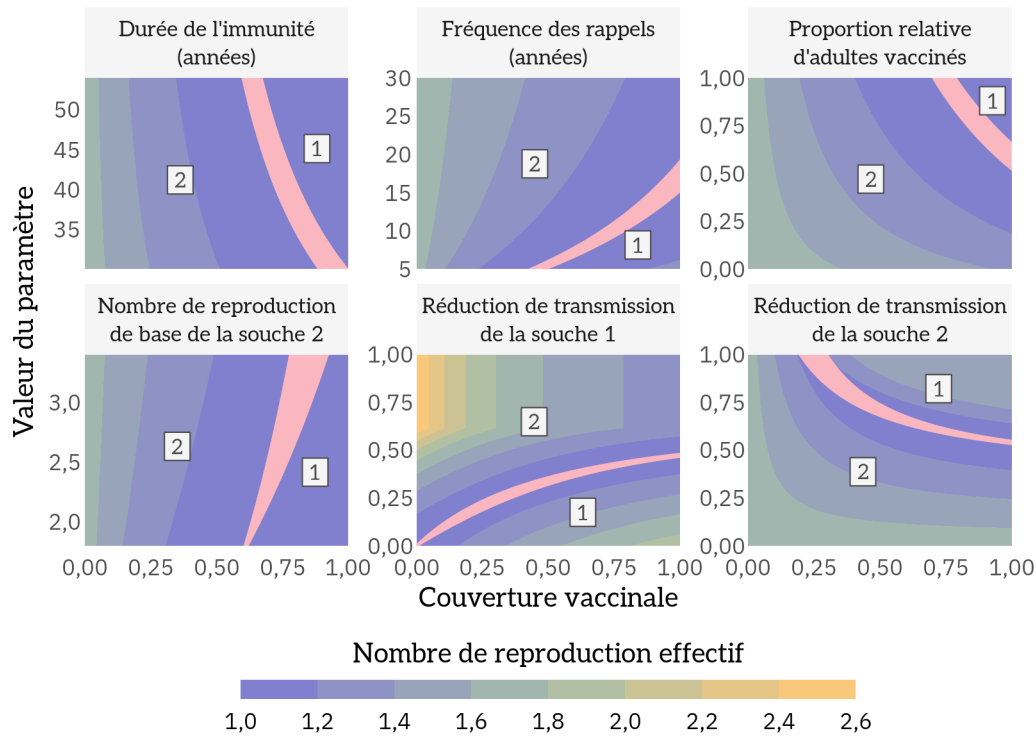 Durée de l'immunité
(années)
Fréquence des rappels
(années)
Proportion relative
d'adultes vaccinés
50
45
40
35
2
1
30
25
20
15
10
5
2
1
1,00
0,75
0,50
0,25
0,00
2
1
Nombre de reproduction
de base de la souche 2
Réduction de transmission
de la souche 1
Réduction de transmission
de la souche 2
3,0
2,5
2,0
2
1
1,00
0,75
0,50
0,25
0,00
2
1
1,00
0,75
0,50
0,25
0,00
1
2
0,00 0,25 0,50 0,75 1,00
0,00 0,25 0,50 0,75 1,00
0,00 0,25 0,50 0,75 1,00
Valeur du paramètre
Couverture vaccinale
Nombre de reproduction effectif
1,0 1,2 1,4 1,6 1,8 2,0 2,2 2,4 2,6